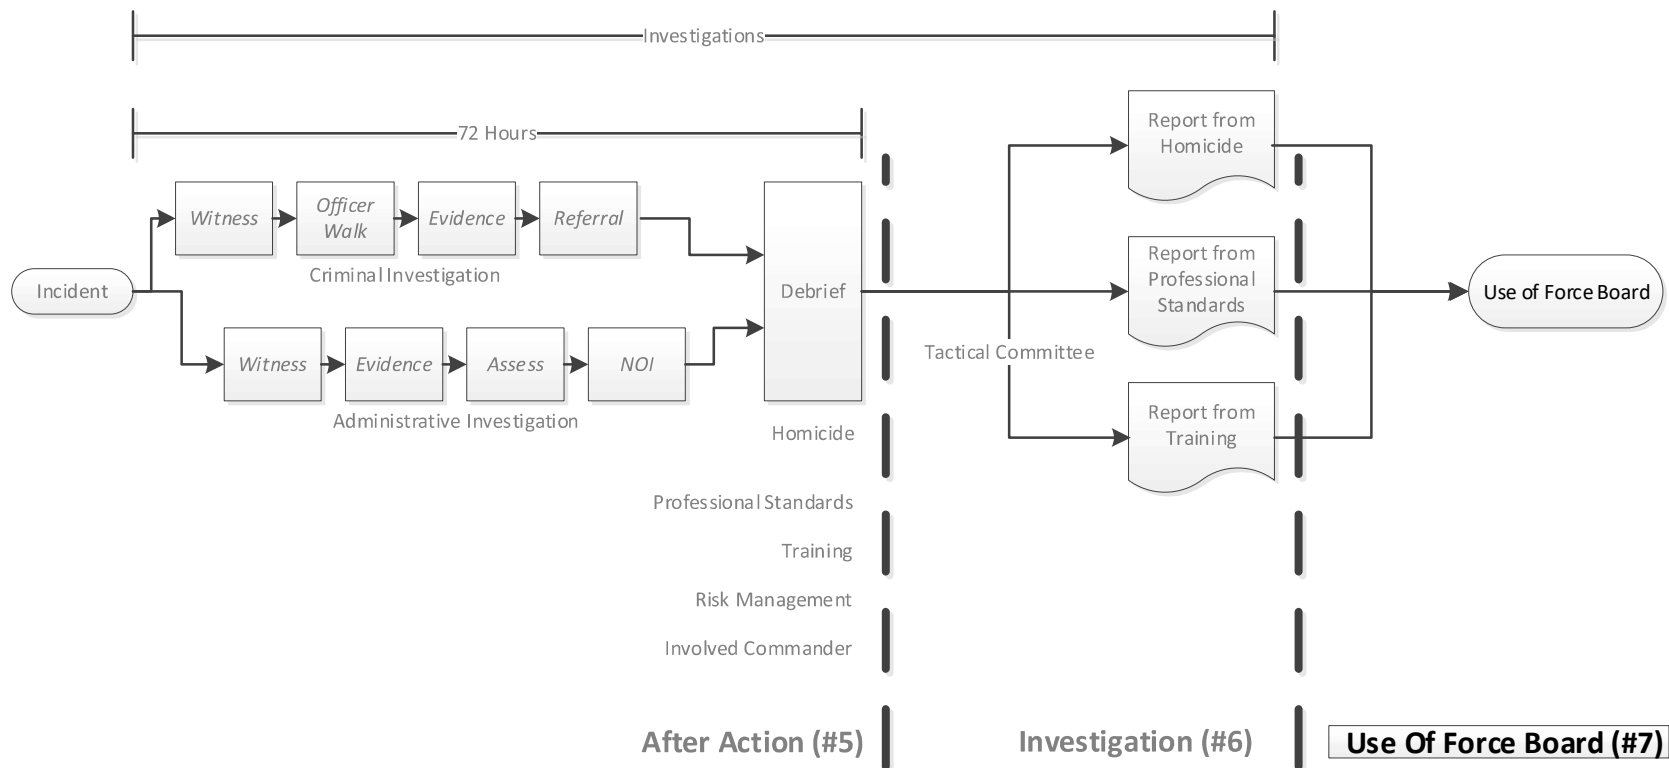 Investigations
72 Hours
Report from
Homicide
Witness
Officer
Walk
Evidence
Referral
Criminal Investigation
Incident
Debrief
Report from
Professional
Standards
Use of Force Board
Witness
Evidence
Assess
NOI
Administrative Investigation
Tactical Committee
Report from
Training
Homicide
Professional Standards
Training
Risk Management
Involved Commander
After Action (#5)
Investigation (#6)
Use Of Force Board (#7)